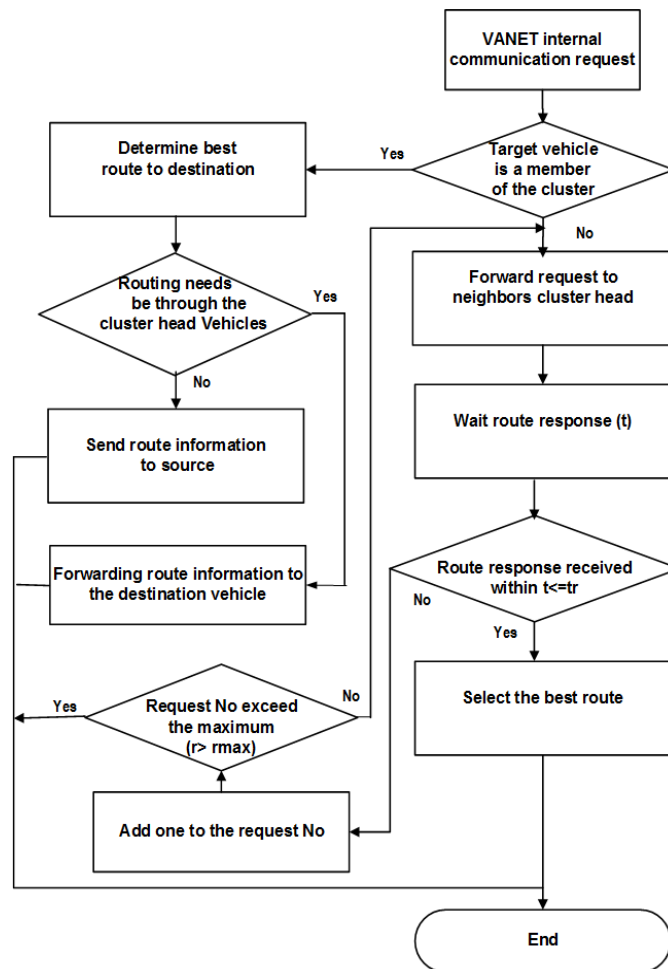 VANET internal
communication request
Target vehicle
is a member
of the cluster
Yes
No
Determine best
route to destination
Routing needs
be through the
cluster head Vehicles
Yes
No
Send route information
to source
Forwarding route information to
the destination vehicle
Forward request to
neighbors cluster head
Wait route response (t)
Route response received
within t<=tr
No
Yes
Select the best route
Request No exceed
the maximum
(r> rmax)
Yes
No
Add one to the request No
End